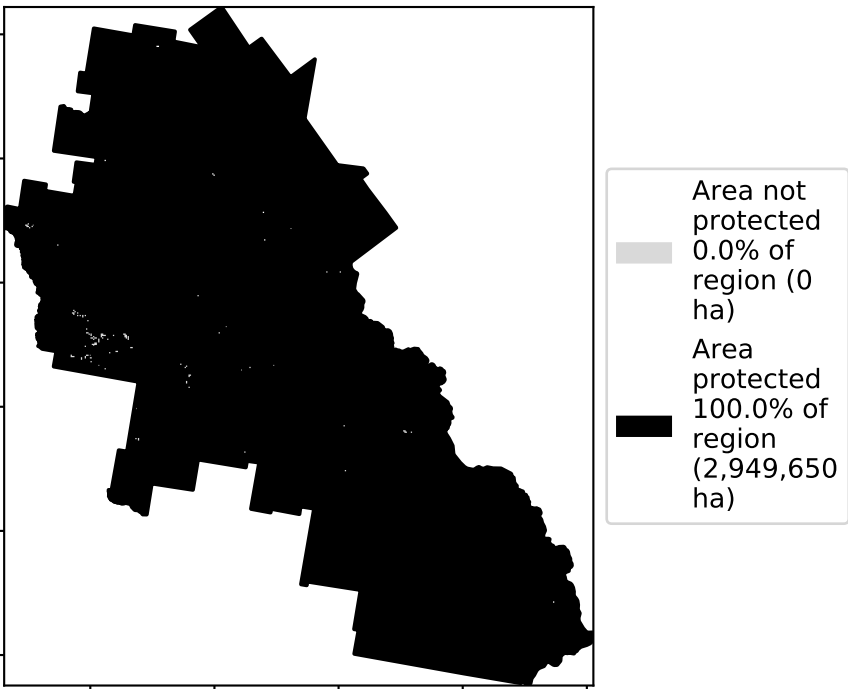 Area not
protected
0.0% of
region (0
ha)
Area
protected
100.0% of
region
(2,949,650
ha)